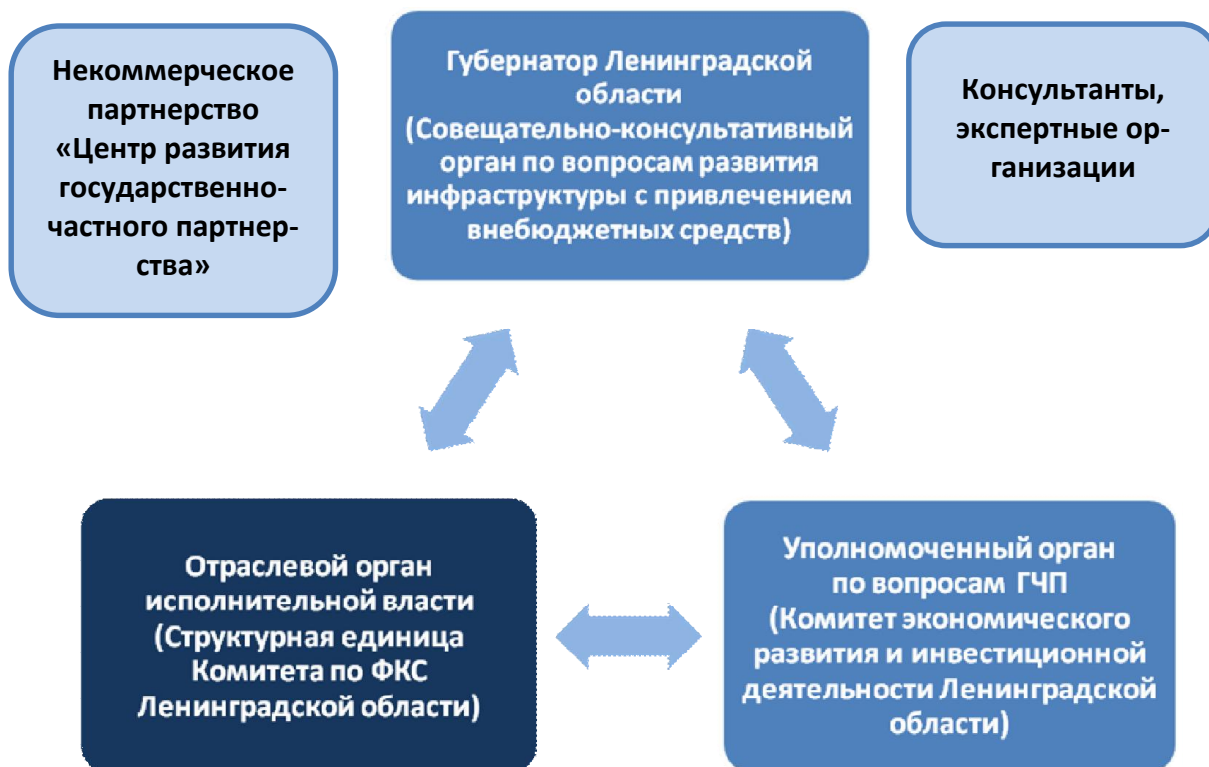 Некоммерческое
партнерство
«Центр развития
государственно-
частного партнер-
ства»
Губернатор Ленинградской
области
(Совещательно-консультативный
орган по вопросам развития
инфраструктуры с привлечением
внебюджетных средств)
Консультанты,
экспертные ор-
ганизации
Отраслевой орган
исполнительной власти
(Структурная единица
Комитета по ФКС
Ленинградской области)
Уполномоченный орган
по вопросам ГЧП
(Комитет экономического
развития и инвестиционной
деятельности Ленинградской
области)